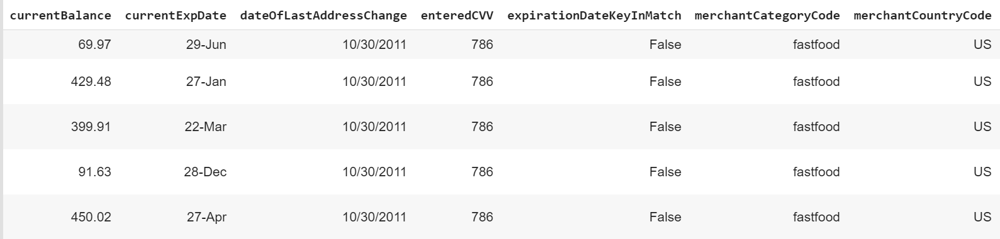 currentBalance currentExpDate dateOfLastAddressChange enteredCVV expirationDateKeyInMatch merchantCategoryCode merchantCountryCode
69.97 29-Jun 10/30/2011 786 False fastfood US
429.48 27-Jan 10/30/2011 786 False fastfood US
399.91 22-Mar 10/30/2011 786 False fastfood US
91.63 28-Dec 10/30/2011 786 False fastfood US
450.02 27-Apr 10/30/2011 786 False fastfood US